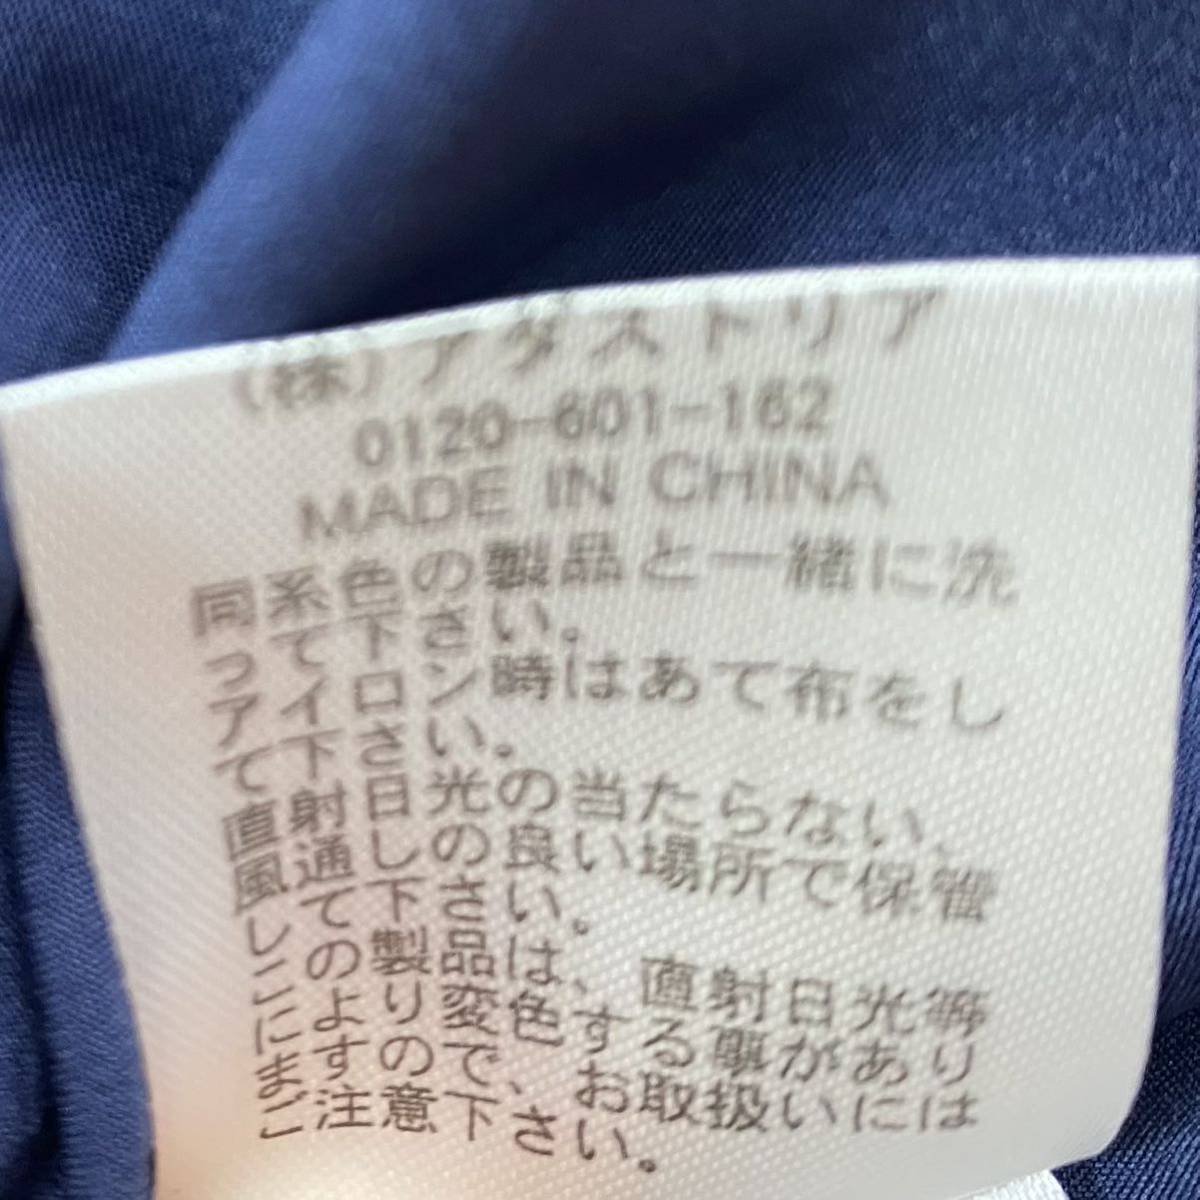 (株)アダストリア
0120-601-162
MADE IN CHINA
同系色の製品と一緒に洗
って下さい。
アイロン時はあて布をし
て下さい。
直射日光の当たらない、
風通しの良い場所で保管
して下さい。
この製品は、直射日光等
により変色する事があり
ますので、お取扱いには
ご注意下さい。